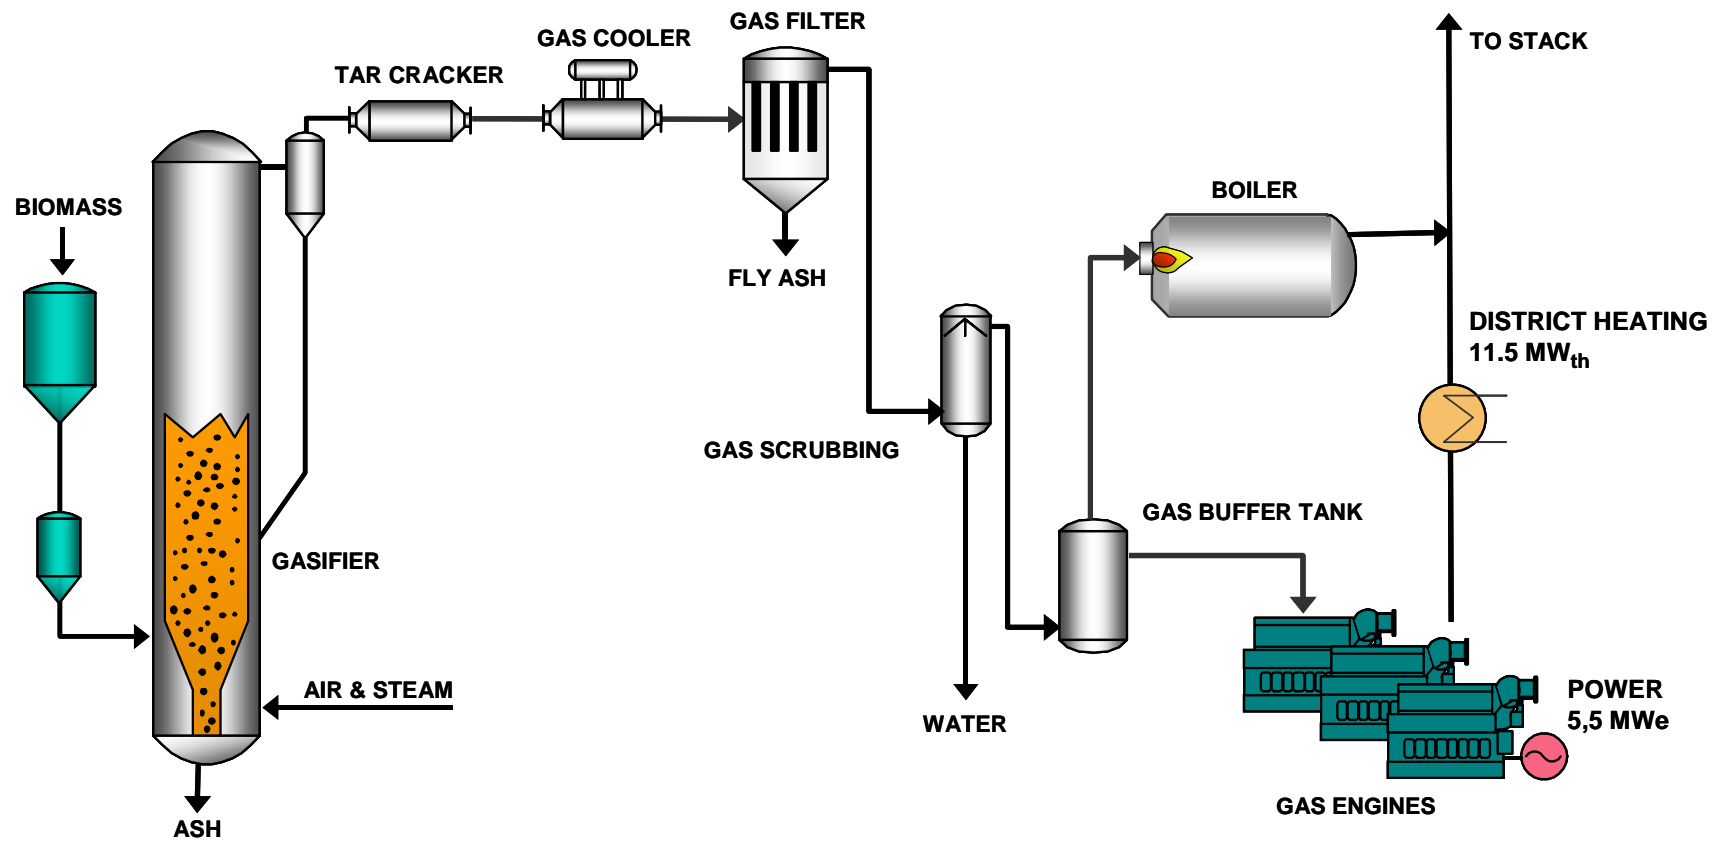 GAS FILTER
TO STACK
GAS COOLER
TAR CRACKER
BOILER
BIOMASS
FLY ASH
DISTRICT HEATING
11.5 MWth
GAS SCRUBBING
GAS BUFFER TANK
GASIFIER
AIR & STEAM
POWER
5,5 MWe
WATER
GAS ENGINES
ASH